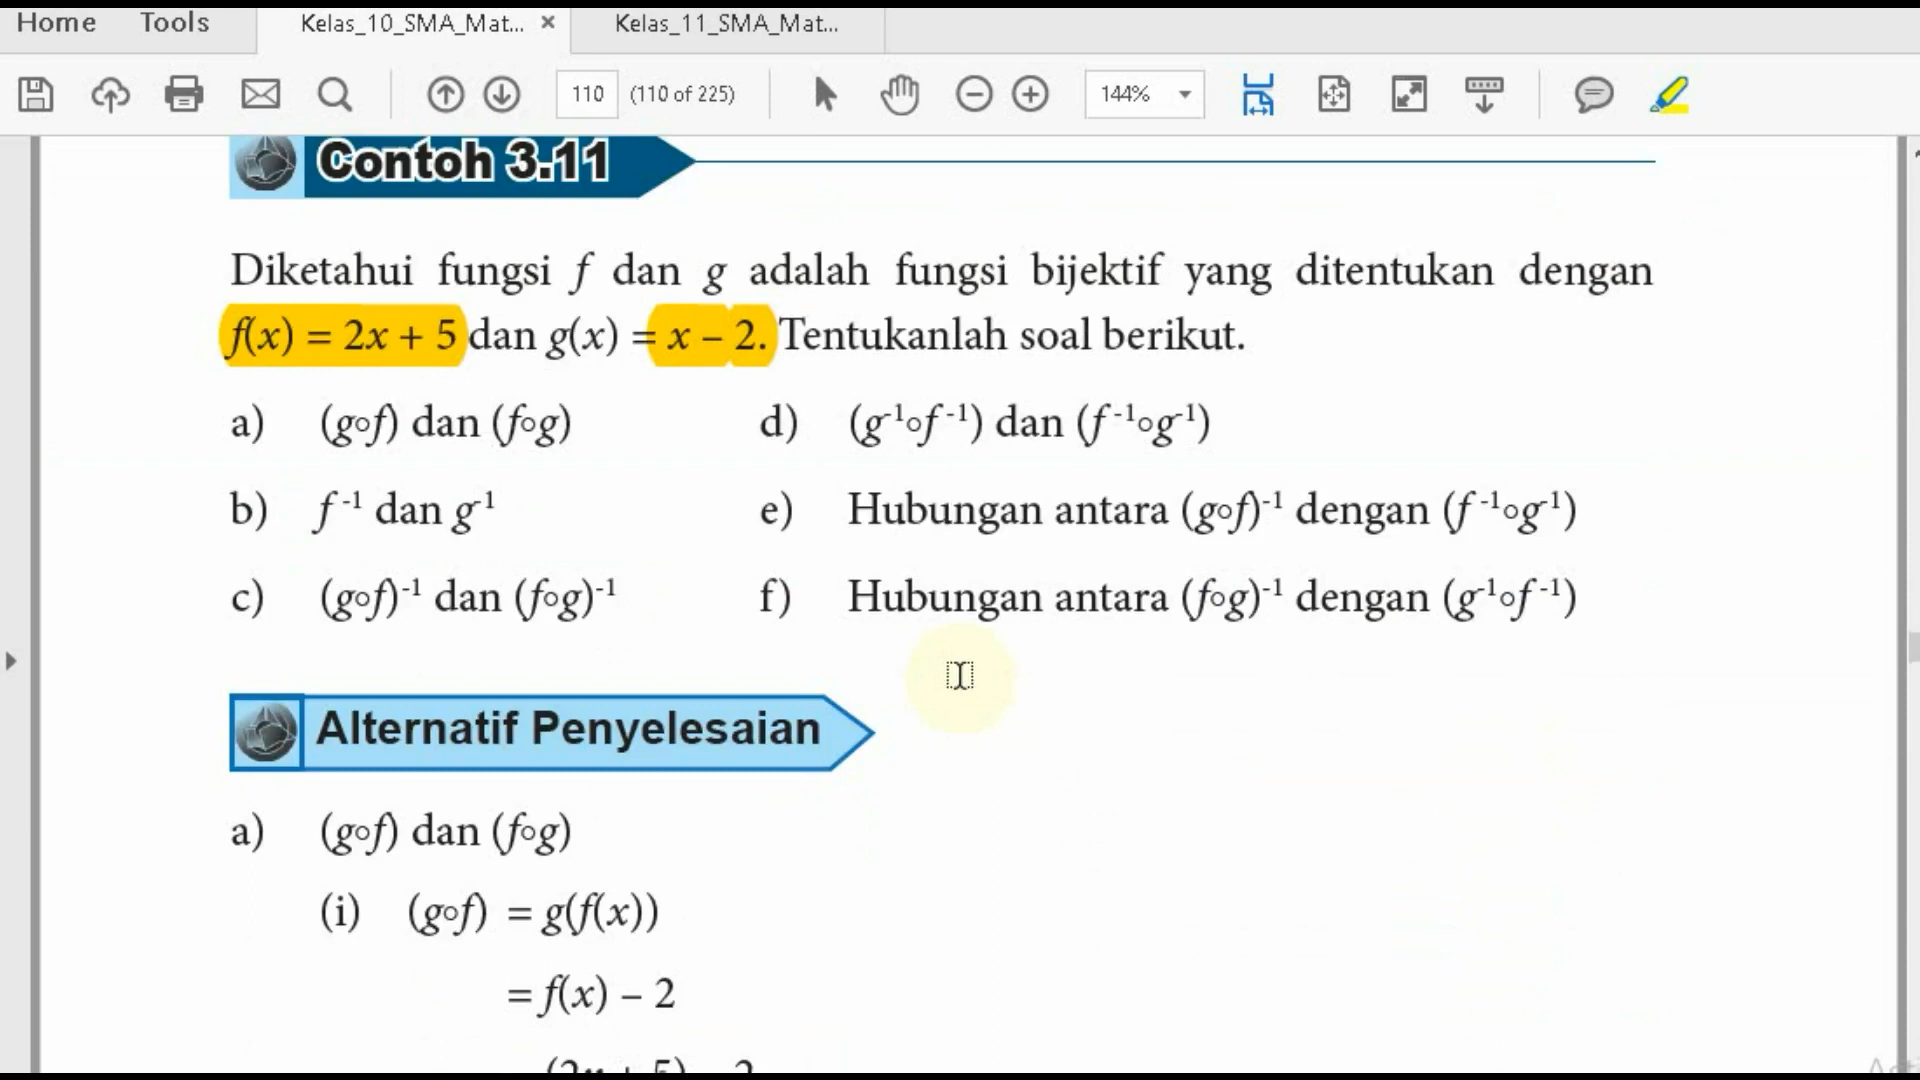 Home Tools Kelas_10_SMA_Mat... × Kelas_11_SMA_Mat...
110 (110 of 225) 144%
Contoh 3.11
Diketahui fungsi f dan g adalah fungsi bijektif yang ditentukan dengan
f(x) = 2x + 5 dan g(x) = x – 2. Tentukanlah soal berikut.
a) (g∘f) dan (f∘g) d) (g⁻¹∘f⁻¹) dan (f⁻¹∘g⁻¹)
b) f⁻¹ dan g⁻¹ e) Hubungan antara (g∘f)⁻¹ dengan (f⁻¹∘g⁻¹)
c) (g∘f)⁻¹ dan (f∘g)⁻¹ f) Hubungan antara (f∘g)⁻¹ dengan (g⁻¹∘f⁻¹)
Alternatif Penyelesaian
a) (g∘f) dan (f∘g)
(i) (g∘f) = g(f(x))
= f(x) – 2